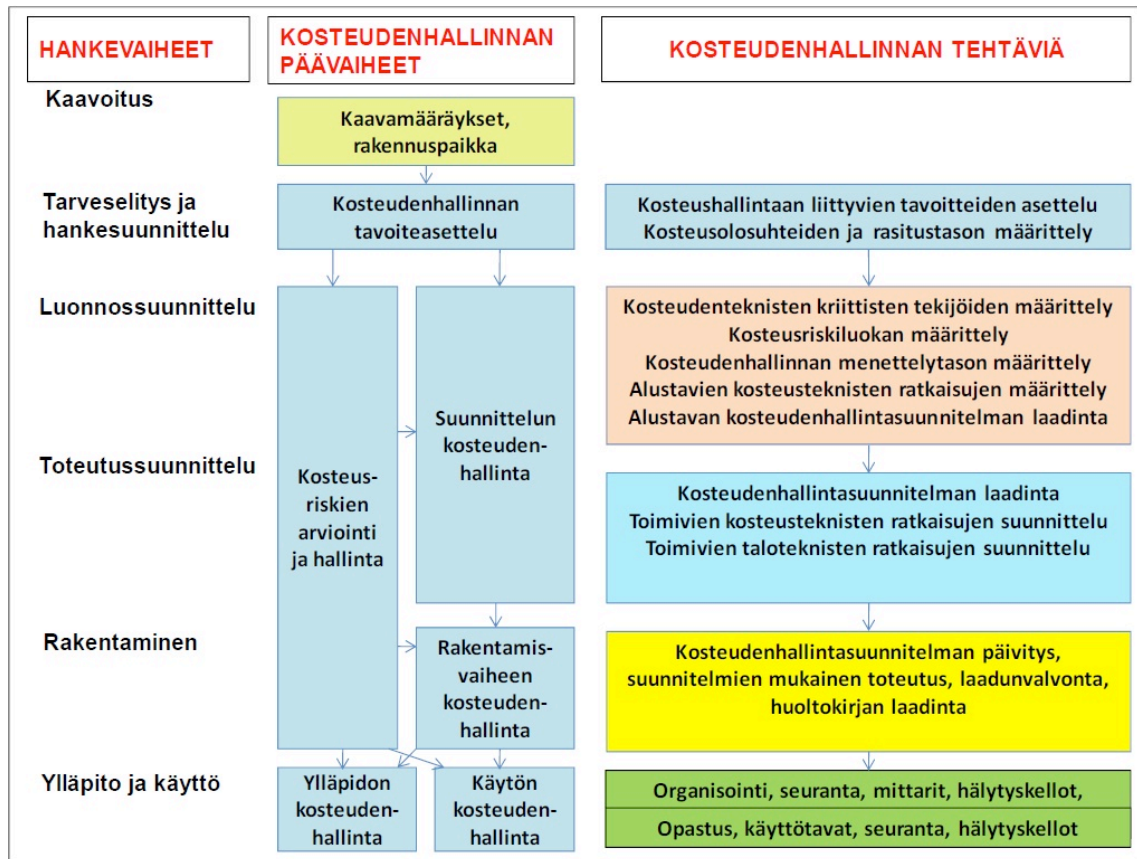 HANKEVAIHEET
KOSTEUDENHALLINNAN
PÄÄVAIHEET
KOSTEUDENHALLINNAN TEHTÄVIÄ
Kaavoitus
Kaavamääräykset,
rakennuspaikka
Tarveselitys ja
hankesuunnittelu
Kosteudenhallinnan
tavoiteasettelu
Kosteushallintaan liittyvien tavoitteiden asettelu
Kosteusolosuhteiden ja rasitustason määrittely
Luonnossuunnittelu
Kosteudenteknisten kriittisten tekijöiden määrittely
Kosteusriskiluokan määrittely
Kosteudenhallinnan menettelytason määrittely
Alustavien kosteusteknisten ratkaisujen määrittely
Alustavan kosteudenhallintasuunnitelman laadinta
Suunnittelun
kosteuden-
hallinta
Toteutussuunnittelu
Kosteus-
riskien
arviointi
ja hallinta
Kosteudenhallintasuunnitelman laadinta
Toimivien kosteusteknisten ratkaisujen suunnittelu
Toimivien taloteknisten ratkaisujen suunnittelu
Rakentaminen
Rakentamis-
vaiheen
kosteuden-
hallinta
Kosteudenhallintasuunnitelman päivitys,
suunnitelmien mukainen toteutus, laadunvalvonta,
huoltokirjan laadinta
Ylläpito ja käyttö
Ylläpidon
kosteuden-
hallinta
Käytön
kosteuden-
hallinta
Organisointi, seuranta, mittarit, hälytyskellot,
Opastus, käyttötavat, seuranta, hälytyskellot